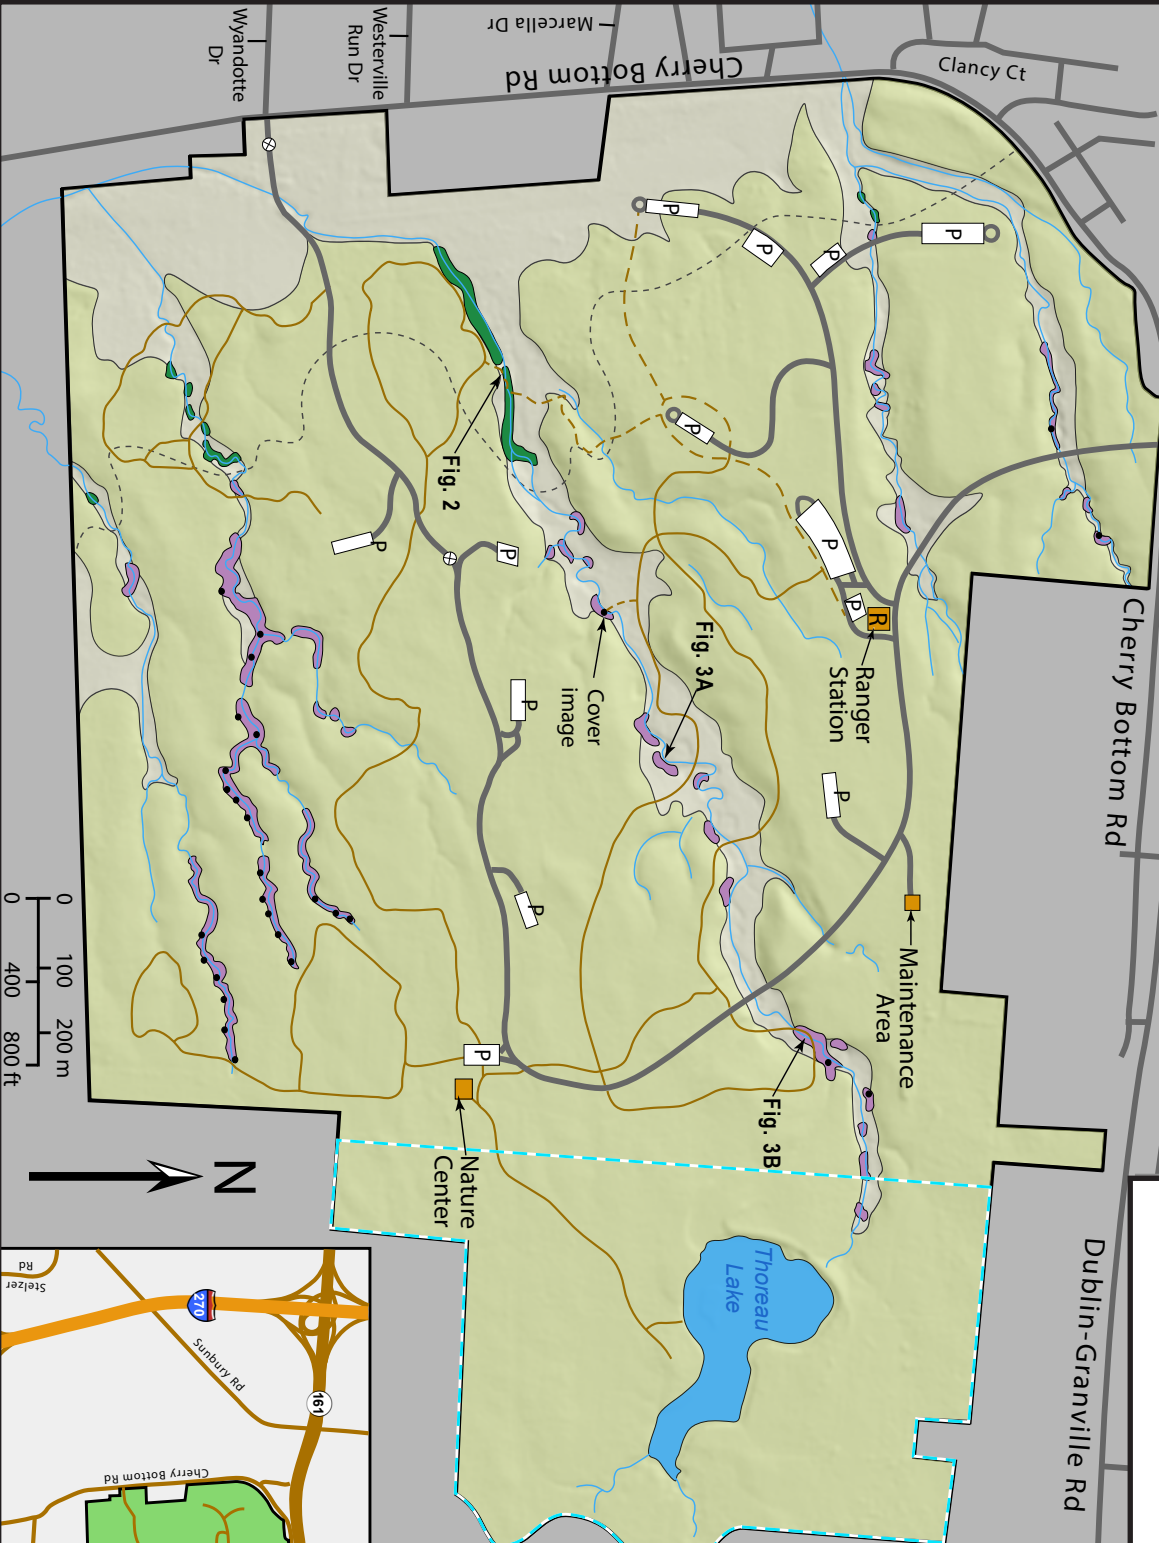 Wyandotte
Dr
Westerville
Run Dr
Marcella Dr
Cherry Bottom Rd
Clancy Ct
P
P
P
P
P
P
P
R
Ranger
Station
Cherry Bottom Rd
Fig. 2
P
P
Cover
image
Fig. 3A
P
P
P
Maintenance
Area
P
Nature
Center
Fig. 3B
Thoreau
Lake
Dublin-Granville Rd
0 100 200 m
0 400 800 ft
N
Stelzer
Rd
270
Sunbury Rd
161
Cherry Bottom Rd